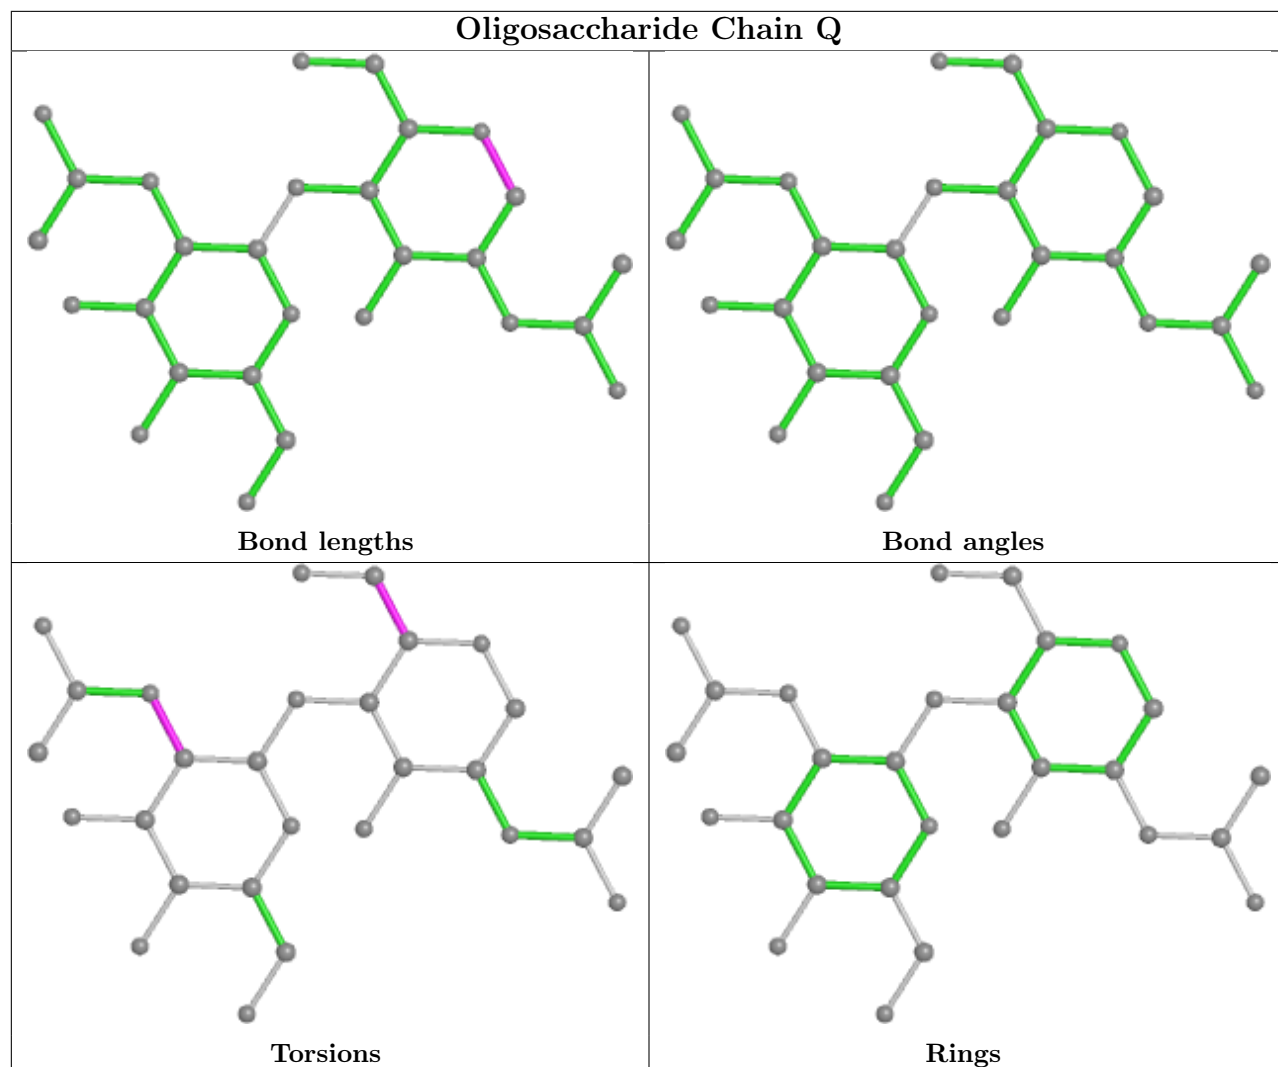 Oligosaccharide Chain Q
Bond lengths
Bond angles
Torsions
Rings